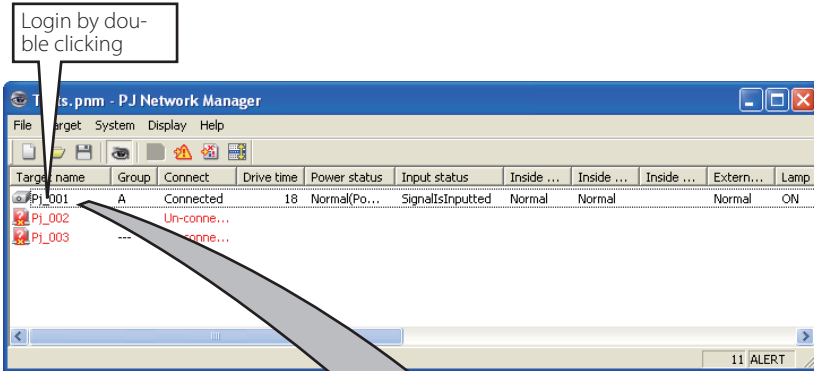 Login by dou-
ble clicking
- PJ Network Manager
File Target System Display Help
Target name Group Connect Drive time Power status Input status Inside ... Inside ... Inside ... Extern... Lamp
Pj_001 A Connected 18 Normal(Po... SignalIsInputted Normal Normal Normal ON
Pj_002 Un-conne...
Pj_003 ---
11 ALERT